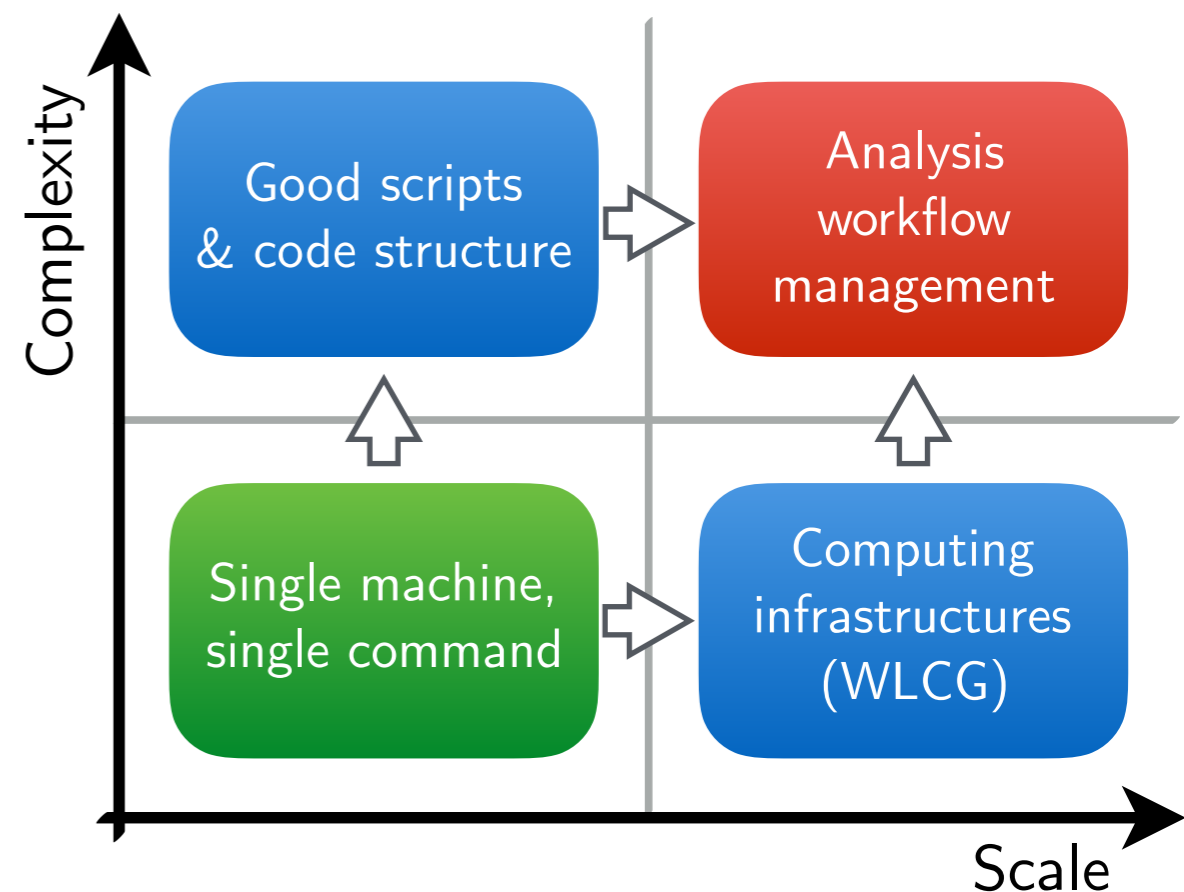 Complexity
Good scripts
& code structure
Analysis
workflow
management
Single machine,
single command
Computing
infrastructures
(WLCG)
Scale